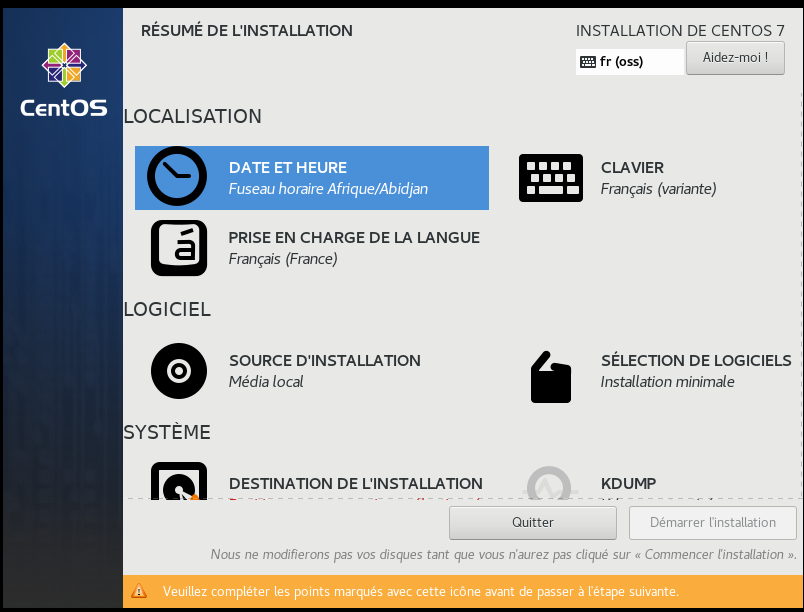 RÉSUMÉ DE L'INSTALLATION
INSTALLATION DE CENTOS 7
fr (oss)
Aidez-moi !
CentOS
LOCALISATION
DATE ET HEURE
Fuseau horaire Afrique/Abidjan
CLAVIER
Français (variante)
PRISE EN CHARGE DE LA LANGUE
Français (France)
LOGICIEL
SOURCE D'INSTALLATION
Média local
SÉLECTION DE LOGICIELS
Installation minimale
SYSTÈME
DESTINATION DE L'INSTALLATION
KDUMP
Quitter
Démarrer l'installation
Nous ne modifierons pas vos disques tant que vous n'aurez pas cliqué sur « Commencer l'installation ».
Veuillez compléter les points marqués avec cette icône avant de passer à l'étape suivante.